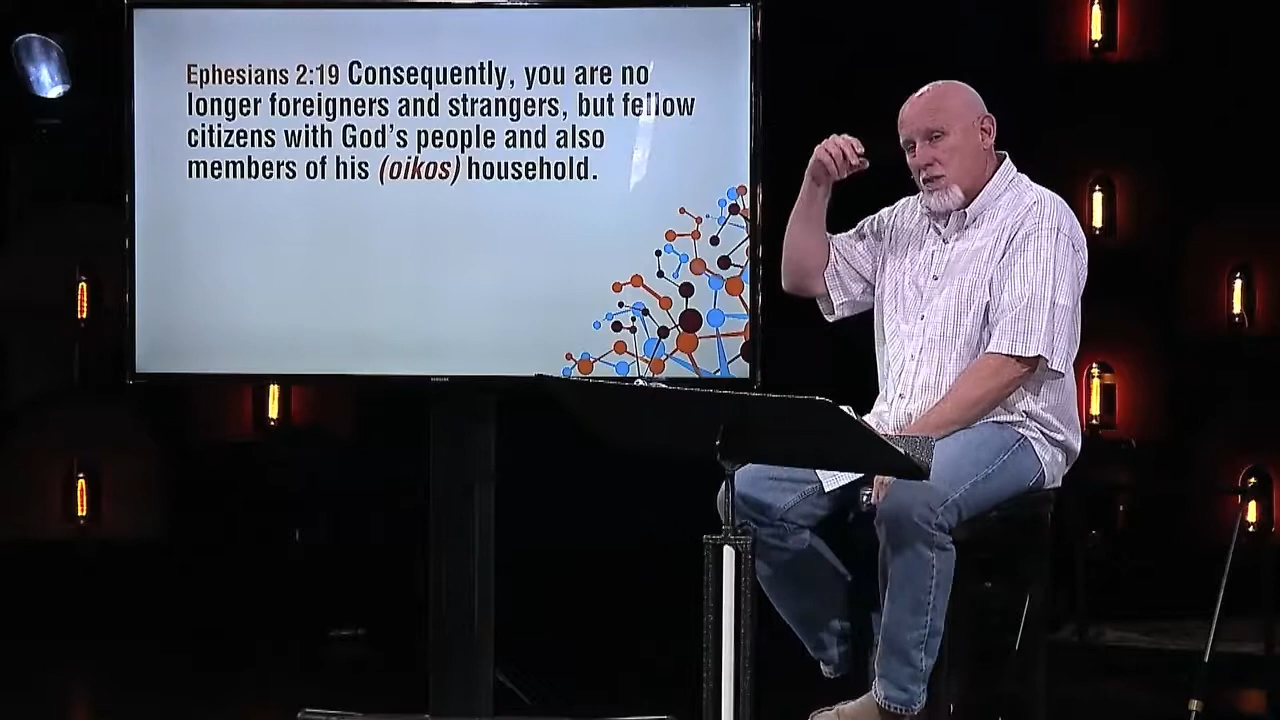 Ephesians 2:19 Consequently, you are no
longer foreigners and strangers, but fellow
citizens with God's people and also
members of his (oikos) household.
SAMSUNG